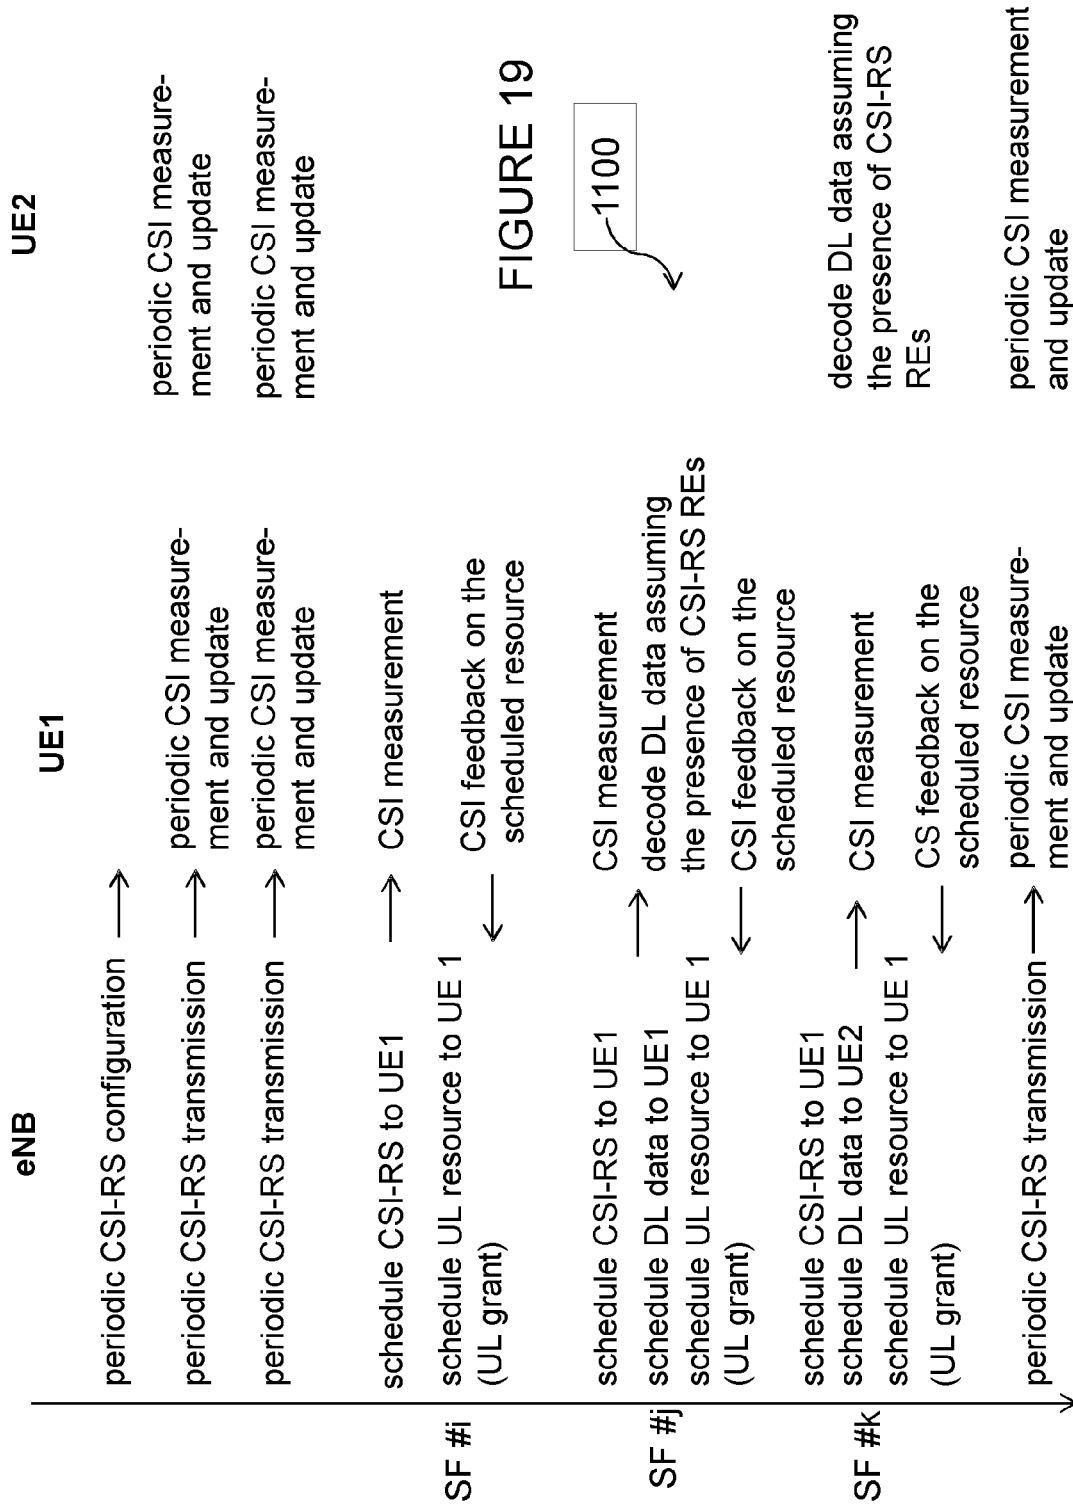 eNB
UE1
UE2
periodic CSI-RS configuration
periodic CSI-RS transmission
periodic CSI measure-
ment and update
periodic CSI measure-
ment and update
periodic CSI-RS transmission
periodic CSI measure-
ment and update
periodic CSI measure-
ment and update
SF #i
schedule CSI-RS to UE1
schedule UL resource to UE 1
(UL grant)
CSI measurement
CSI feedback on the
scheduled resource
FIGURE 19
1100
SF #j
schedule CSI-RS to UE1
schedule DL data to UE1
schedule UL resource to UE 1
(UL grant)
CSI measurement
decode DL data assuming
the presence of CSI-RS REs
CSI feedback on the
scheduled resource
SF #k
schedule CSI-RS to UE1
schedule DL data to UE2
schedule UL resource to UE 1
(UL grant)
CSI measurement
CS feedback on the
scheduled resource
decode DL data assuming
the presence of CSI-RS
REs
periodic CSI-RS transmission
periodic CSI measure-
ment and update
periodic CSI measurement
and update